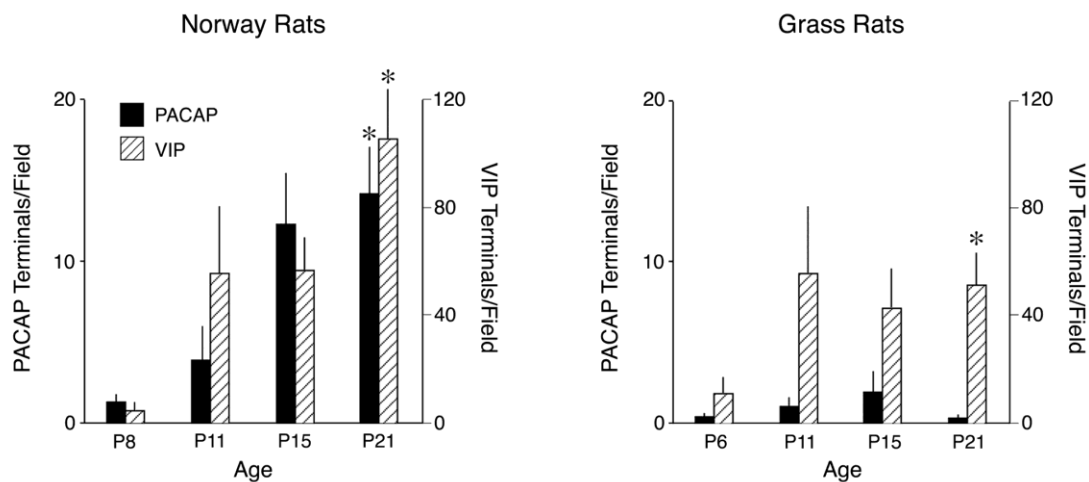 Norway Rats
20
10
0
PACAP Terminals/Field
PACAP
VIP
*
*
120
80
40
0
VIP Terminals/Field
P8 P11 P15 P21
Age
Grass Rats
20
10
0
PACAP Terminals/Field
*
120
80
40
0
VIP Terminals/Field
P6 P11 P15 P21
Age